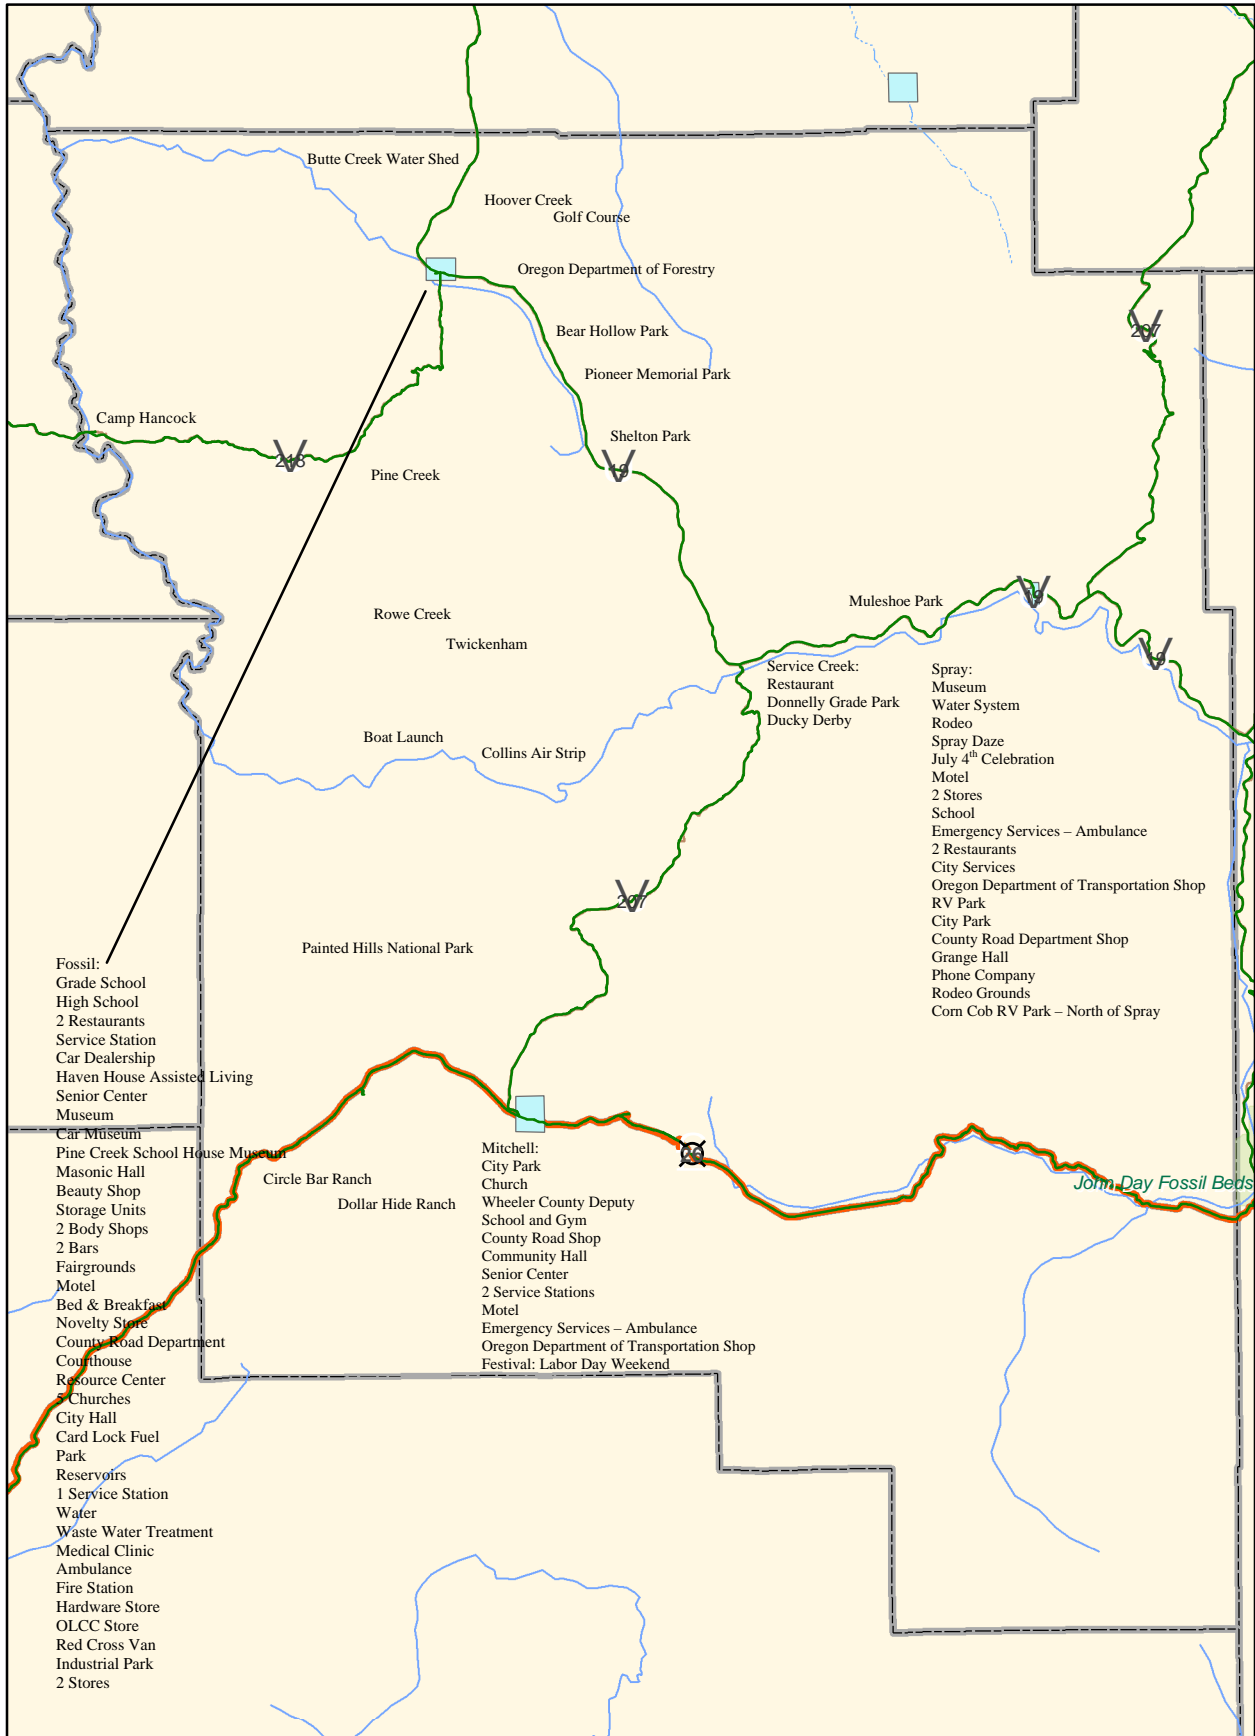 Butte Creek Water Shed
Hoover Creek
Golf Course
Oregon Department of Forestry
Bear Hollow Park
207
Pioneer Memorial Park
Camp Hancock
Shelton Park
218
19
Pine Creek
Muleshoe Park
19
Rowe Creek
Twickenham
19
Service Creek:
Restaurant
Donnelly Grade Park
Ducky Derby
Spray:
Museum
Water System
Rodeo
Spray Daze
July 4th Celebration
Motel
2 Stores
School
Emergency Services – Ambulance
2 Restaurants
City Services
Oregon Department of Transportation Shop
RV Park
City Park
County Road Department Shop
Grange Hall
Phone Company
Rodeo Grounds
Corn Cob RV Park – North of Spray
Boat Launch
Collins Air Strip
207
Painted Hills National Park
Fossil:
Grade School
High School
2 Restaurants
Service Station
Car Dealership
Haven House Assisted Living
Senior Center
Museum
Car Museum
Pine Creek School House Museum
Masonic Hall
Beauty Shop
Storage Units
2 Body Shops
2 Bars
Fairgrounds
Motel
Bed & Breakfast
Novelty Store
County Road Department
Courthouse
Resource Center
5 Churches
City Hall
Card Lock Fuel
Park
Reservoirs
1 Service Station
Water
Waste Water Treatment
Medical Clinic
Ambulance
Fire Station
Hardware Store
OLCC Store
Red Cross Van
Industrial Park
2 Stores
Circle Bar Ranch
Dollar Hide Ranch
26
Mitchell:
City Park
Church
Wheeler County Deputy
School and Gym
County Road Shop
Community Hall
Senior Center
2 Service Stations
Motel
Emergency Services – Ambulance
Oregon Department of Transportation Shop
Festival: Labor Day Weekend
John Day Fossil Beds